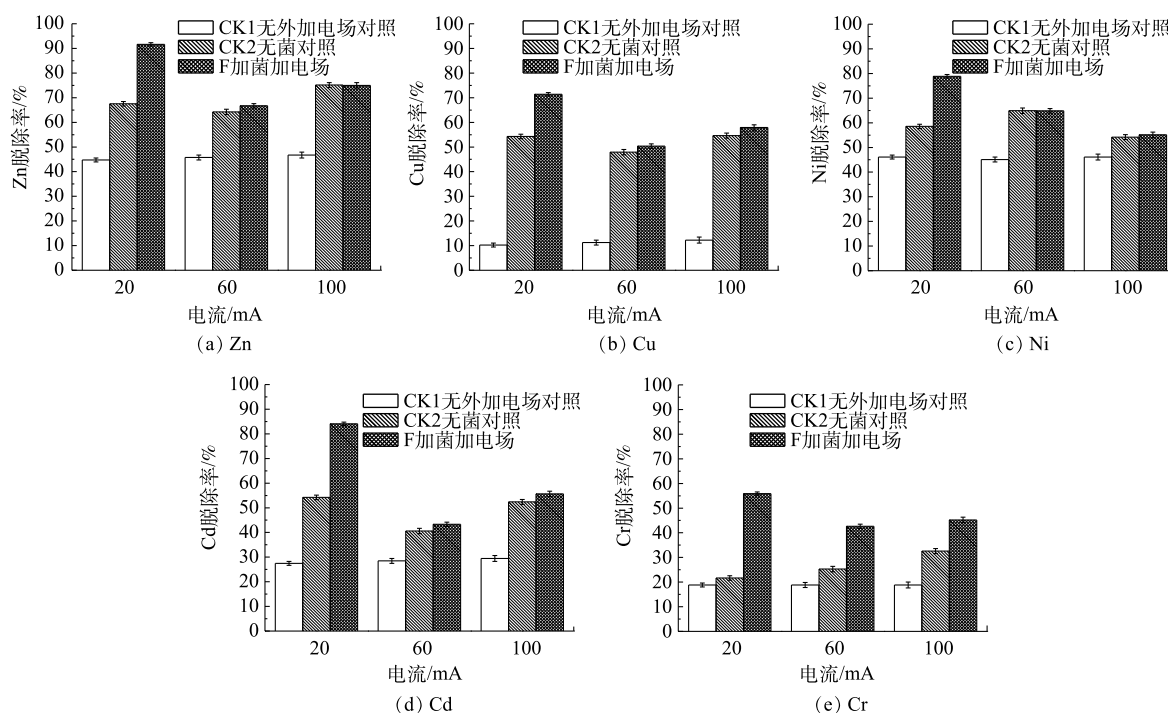 100
90
80
70
60
50
40
30
20
10
0
Zn脱除率/%
CK1无外加电场对照
CK2无菌对照
F加菌加电场
20 60 100
电流/mA
(a) Zn
100
90
80
70
60
50
40
30
20
10
0
Cu脱除率/%
CK1无外加电场对照
CK2无菌对照
F加菌加电场
20 60 100
电流/mA
(b) Cu
100
90
80
70
60
50
40
30
20
10
0
Ni脱除率/%
CK1无外加电场对照
CK2无菌对照
F加菌加电场
20 60 100
电流/mA
(c) Ni
100
90
80
70
60
50
40
30
20
10
0
Cd脱除率/%
CK1无外加电场对照
CK2无菌对照
F加菌加电场
20 60 100
电流/mA
(d) Cd
100
90
80
70
60
50
40
30
20
10
0
Cr脱除率/%
CK1无外加电场对照
CK2无菌对照
F加菌加电场
20 60 100
电流/mA
(e) Cr